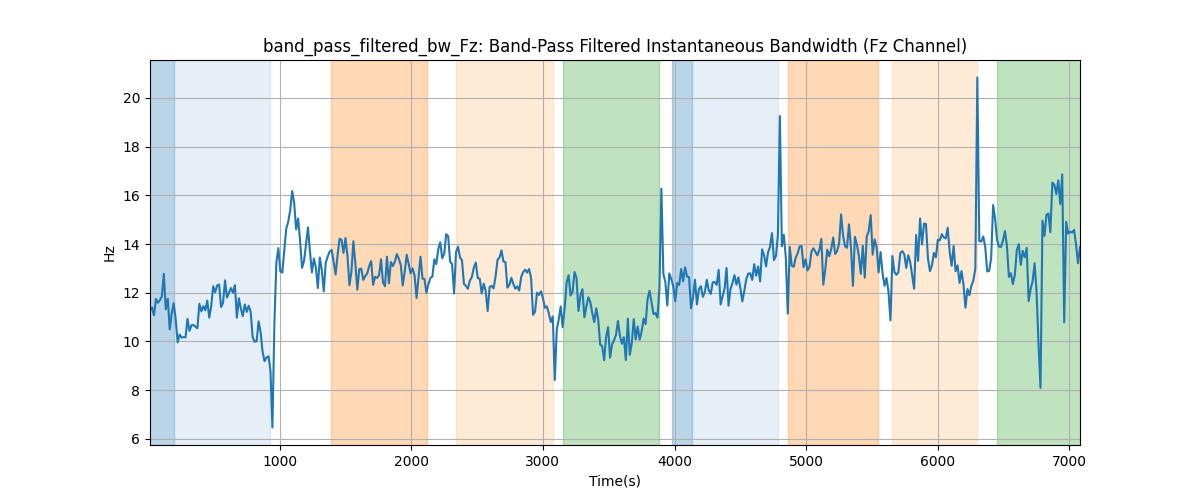 band_pass_filtered_bw_Fz: Band-Pass Filtered Instantaneous Bandwidth (Fz Channel)
20
18
16
14
12
10
8
6
Hz
1000 2000 3000 4000 5000 6000 7000
Time(s)